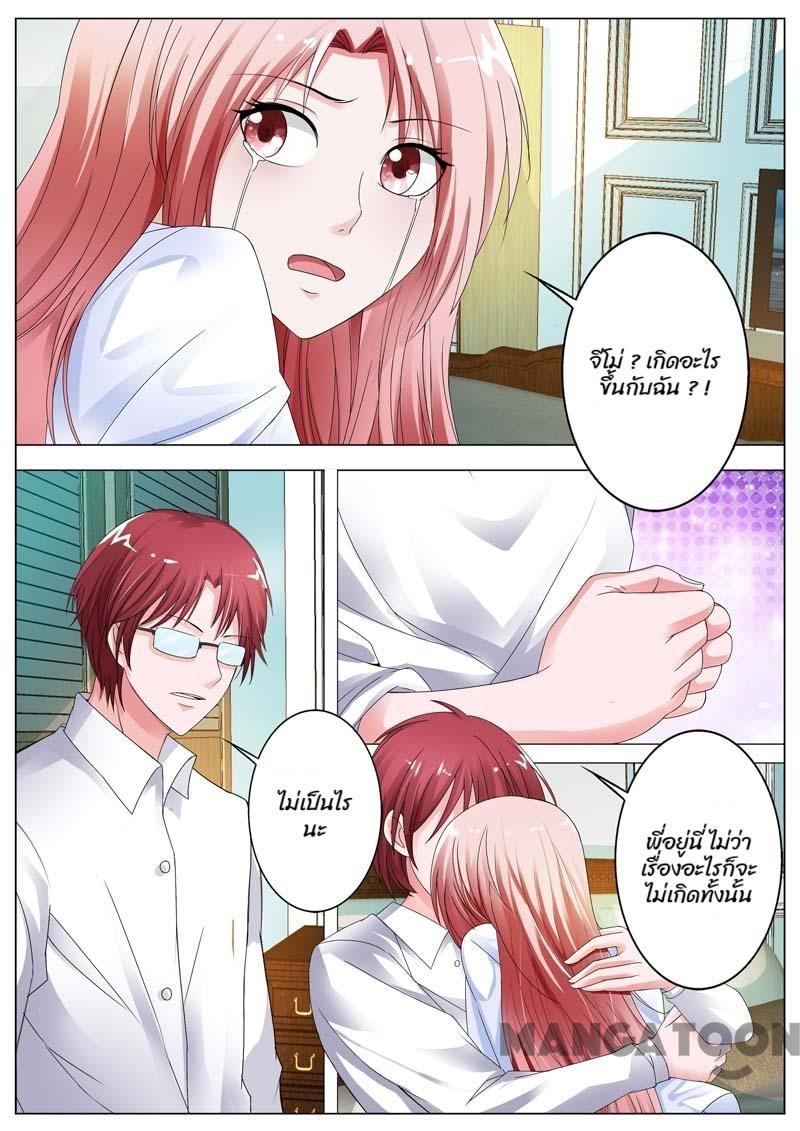 จีโม่ ? เกิดอะไร
ขึ้นกับฉัน ? !
ไม่เป็นไร
นะ
พี่อยู่นี่ ไม่ว่า
เรื่องอะไรก็จะ
ไม่เกิดทั้งนั้น
MANGATOON